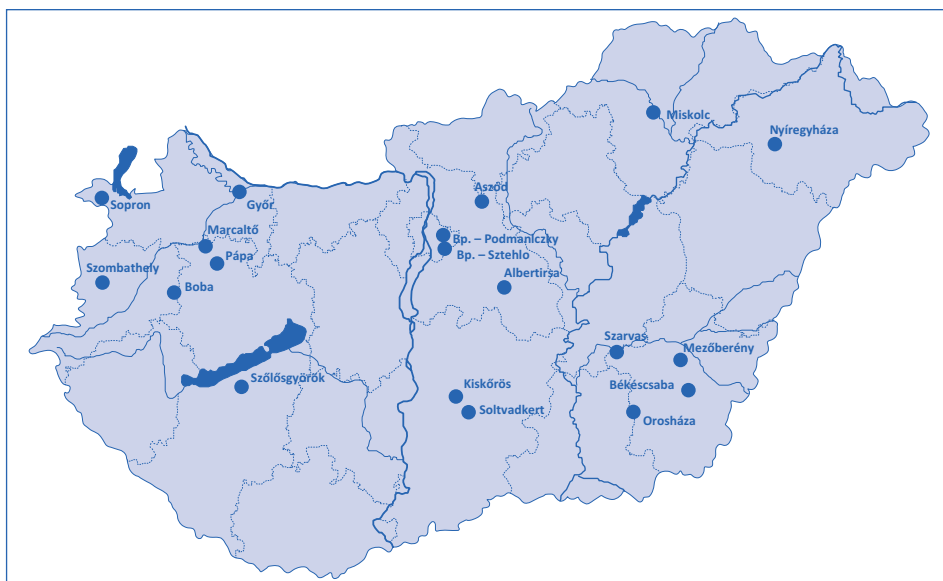 Miskolc
Nyíregyháza
Aszód
Sopron
Győr
Marcaltő
Bp. – Podmaniczky
Bp. – Sztehlo
Pápa
Szombathely
Albertirsa
Boba
Szarvas
Mezőberény
Szőlősgyörök
Kiskőrös
Békéscsaba
Soltvadkert
Orosháza